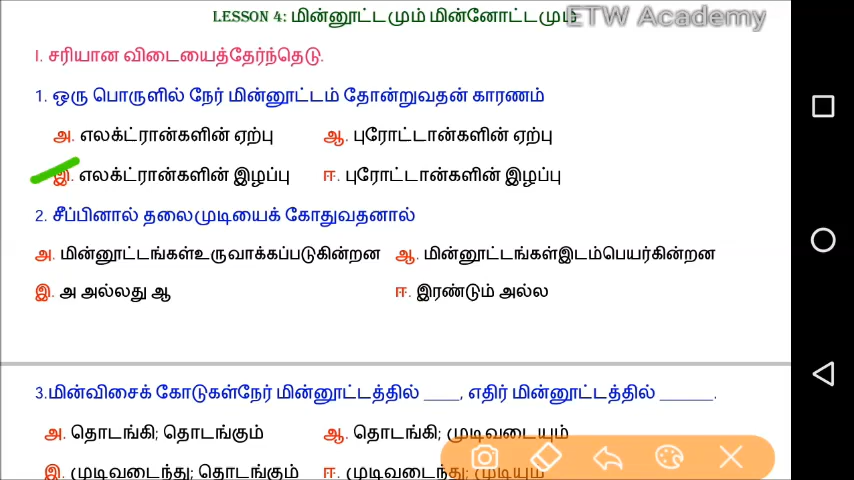 LESSON 4: மின்னூட்டமும் மின்னோட்டமும்
ETW Academy
I. சரியான விடையைத்தேர்ந்தெடு.
1. ஒரு பொருளில் நேர் மின்னூட்டம் தோன்றுவதன் காரணம்
அ. எலக்ட்ரான்களின் ஏற்பு ஆ. புரோட்டான்களின் ஏற்பு
இ. எலக்ட்ரான்களின் இழப்பு ஈ. புரோட்டான்களின் இழப்பு
2. சீப்பினால் தலைமுடியைக் கோதுவதனால்
அ. மின்னூட்டங்கள்உருவாக்கப்படுகின்றன ஆ. மின்னூட்டங்கள்இடம்பெயர்கின்றன
இ. அ அல்லது ஆ ஈ. இரண்டும் அல்ல
3.மின்விசைக் கோடுகள்நேர் மின்னூட்டத்தில் ____, எதிர் மின்னூட்டத்தில் ______.
அ. தொடங்கி; தொடங்கும் ஆ. தொடங்கி; முடிவடையும்
இ. முடிவடைந்து; தொடங்கும் ஈ. முடிவடைந்து; முடியும்